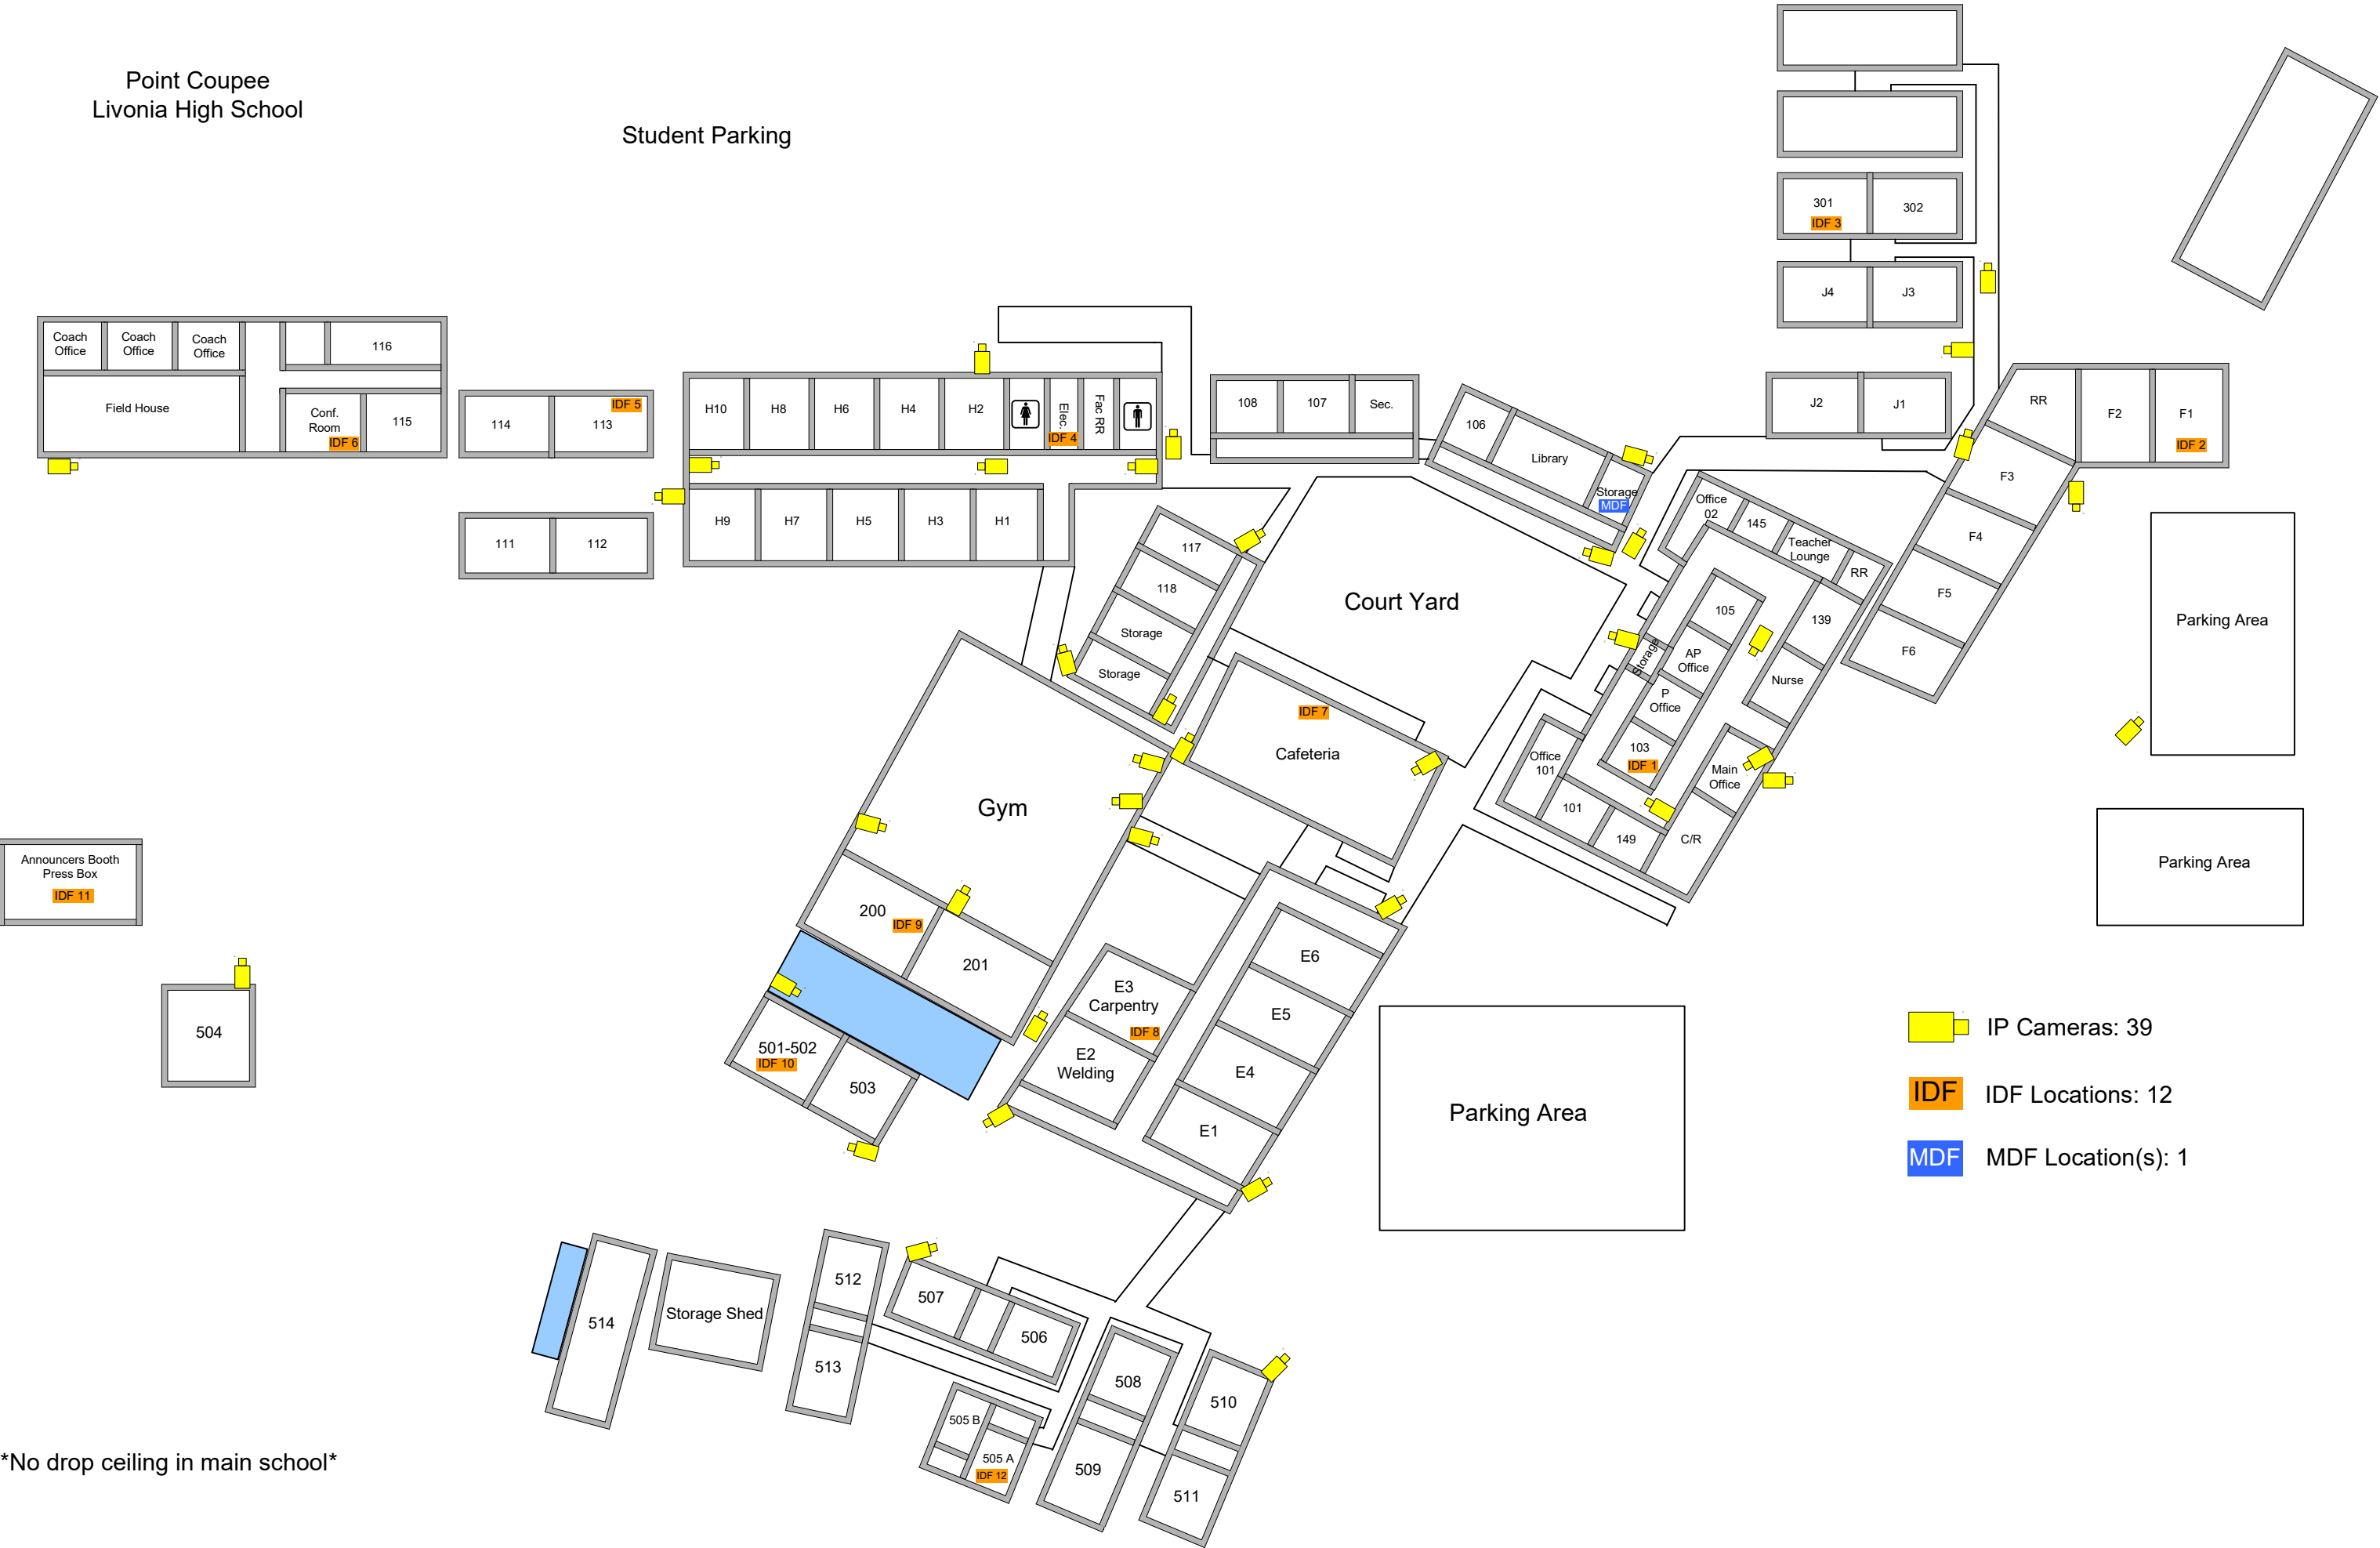 Point Coupee
Livonia High School
Student Parking
301
IDF 3
302
J4
J3
J2
J1
Coach
Office
Coach
Office
Coach
Office
116
Field House
Conf.
Room
IDF 6
115
114
IDF 5
113
111
112
H10
H8
H6
H4
H2
Elec.
IDF 4
Fac RR
H9
H7
H5
H3
H1
108
107
Sec.
106
Library
Storage
MDF
RR
F2
F1
IDF 2
F3
F4
F5
F6
Office
02
145
Teacher
Lounge
RR
139
Nurse
105
AP
Office
Storage
P
Office
103
IDF 1
Main
Office
Office
101
101
149
C/R
117
118
Storage
Storage
Court Yard
IDF 7
Cafeteria
Gym
200
IDF 9
201
Parking Area
Parking Area
Announcers Booth
Press Box
IDF 11
504
501-502
IDF 10
503
E3
Carpentry
IDF 8
E2
Welding
E6
E5
E4
E1
Parking Area
IP Cameras: 39
IDF
IDF Locations: 12
MDF
MDF Location(s): 1
514
Storage Shed
512
513
507
506
505 B
505 A
IDF 12
508
509
510
511
*No drop ceiling in main school*